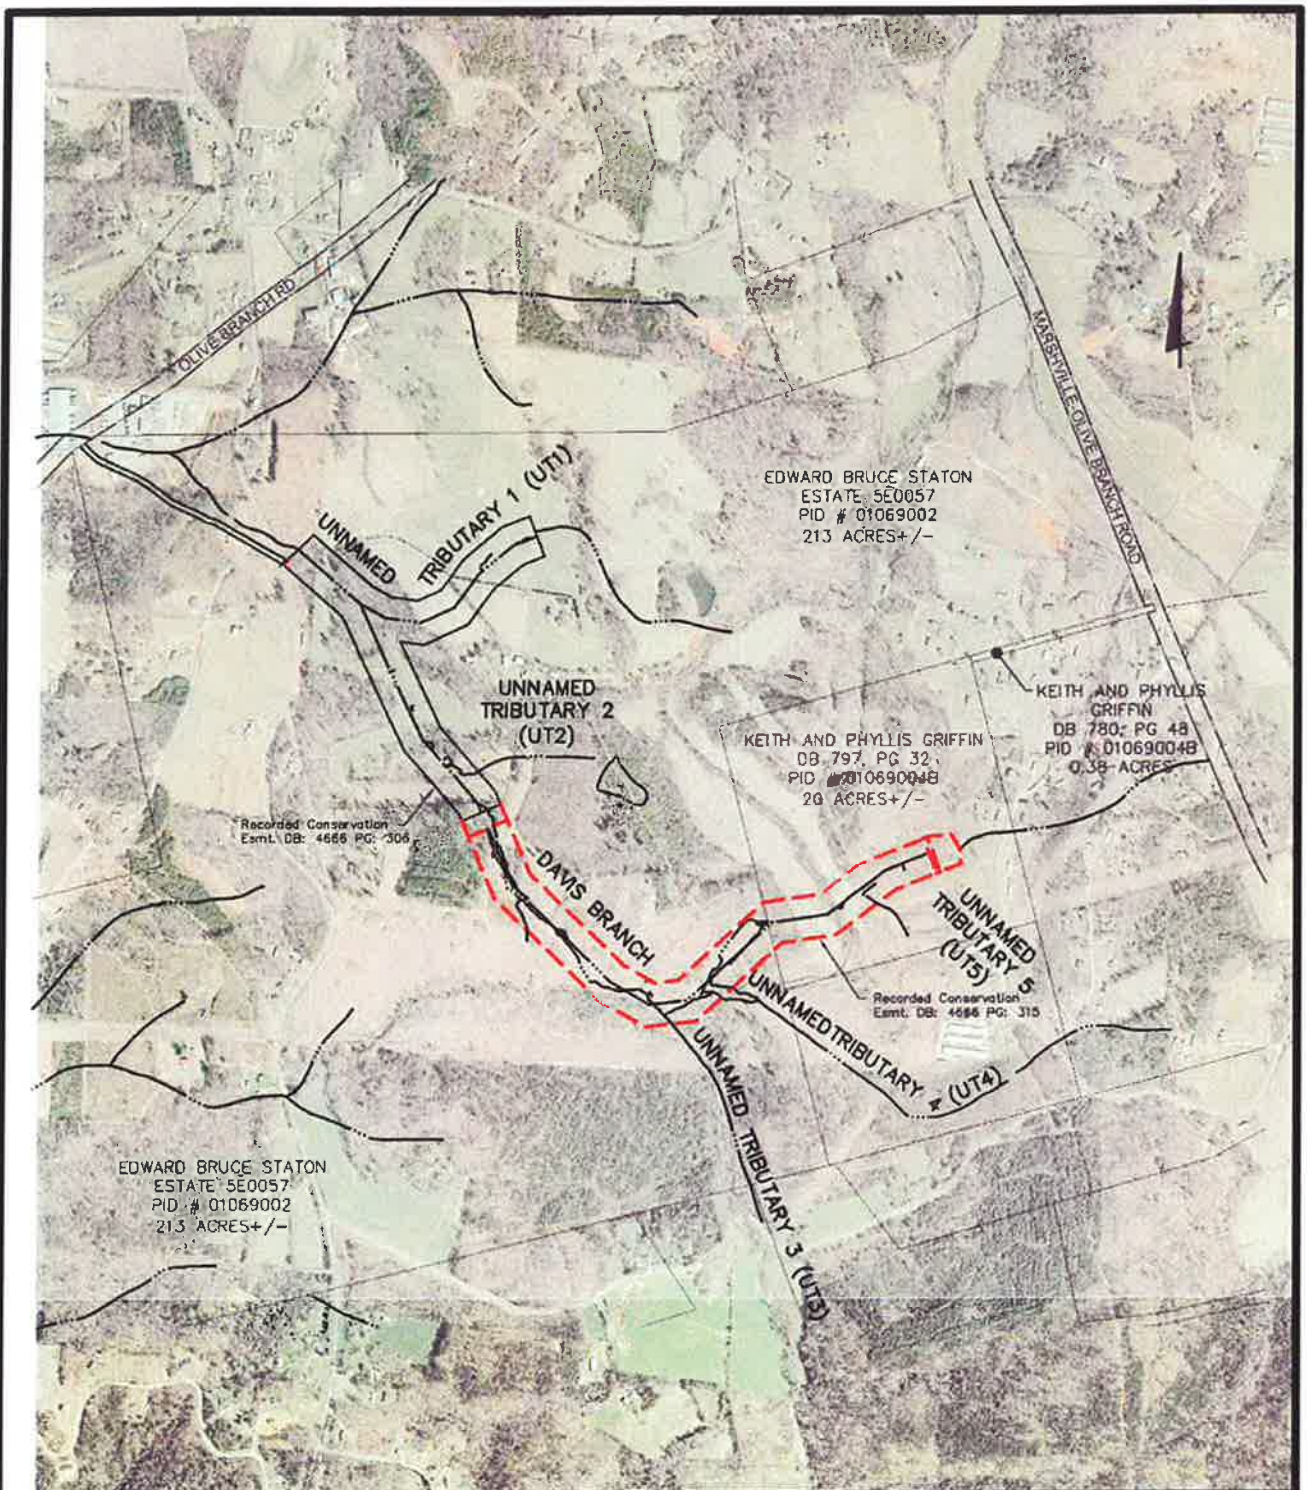 OLIVE BRANCH RD
MARSHVILLE-OLIVE BRANCH ROAD
UNNAMED TRIBUTARY 1 (UT1)
EDWARD BRUCE STATON
ESTATE 5E0057
PID # 01069002
213 ACRES+/-
UNNAMED
TRIBUTARY 2
(UT2)
KEITH AND PHYLLIS
GRIFFIN
DB 780, PG 48
PID # 01069004B
0.38 ACRES
KEITH AND PHYLLIS GRIFFIN
DB 797, PG 32
PID #01069004B
20 ACRES+/-
Recorded Conservation
Esmt. DB: 4666 PG: 306
DAVIS BRANCH
UNNAMED
TRIBUTARY 5
(UT5)
Recorded Conservation
Esmt. DB: 4666 PG: 315
UNNAMED TRIBUTARY 4 (UT4)
UNNAMED TRIBUTARY 3 (UT3)
EDWARD BRUCE STATON
ESTATE 5E0057
PID # 01069002
213 ACRES+/-